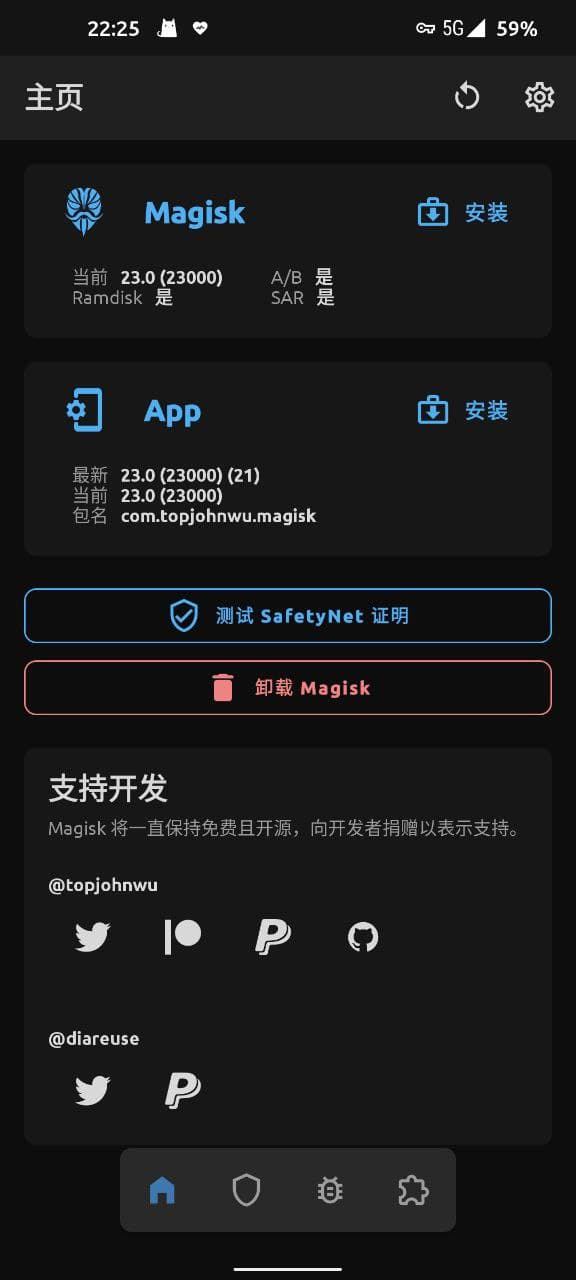 22:25 5G 59%
主页
Magisk 安装
当前 23.0 (23000) A/B 是
Ramdisk 是 SAR 是
App 安装
最新 23.0 (23000) (21)
当前 23.0 (23000)
包名 com.topjohnwu.magisk
测试 SafetyNet 证明
卸载 Magisk
支持开发
Magisk 将一直保持免费且开源，向开发者捐赠以表示支持。
@topjohnwu
@diareuse